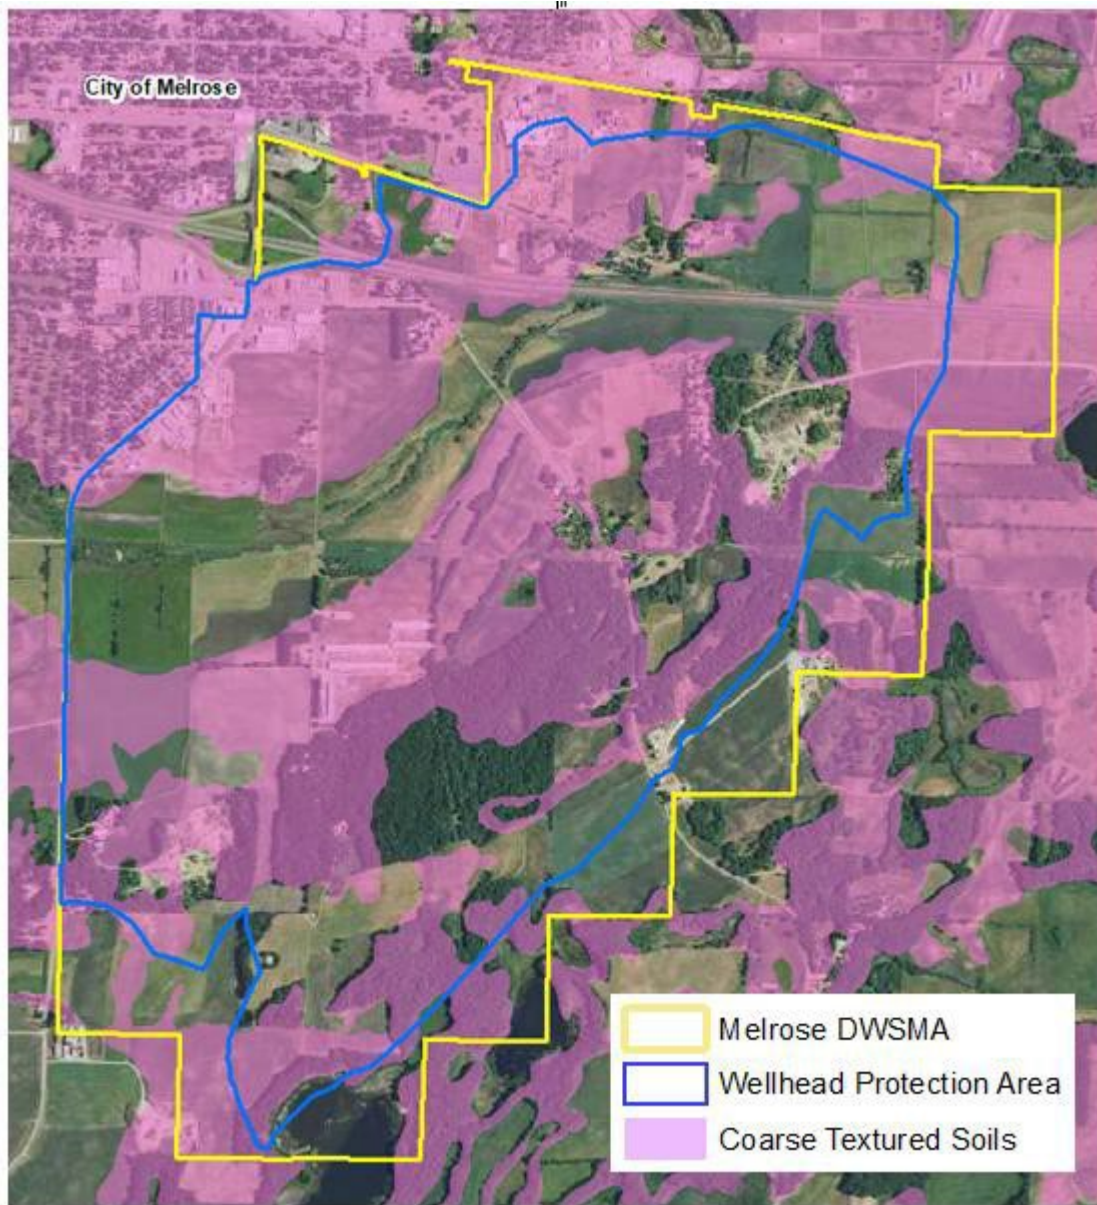 City of Melrose
Melrose DWSMA
Wellhead Protection Area
Coarse Textured Soils